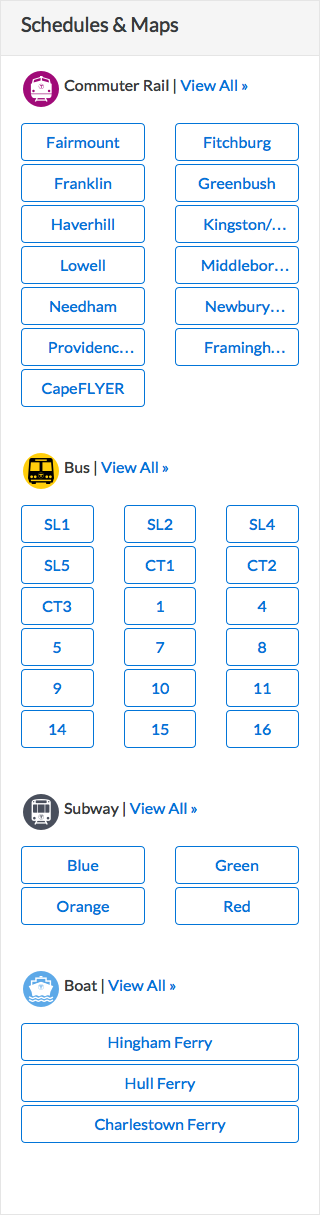 Schedules & Maps
Commuter Rail | View All »
Fairmount Fitchburg
Franklin Greenbush
Haverhill Kingston/...
Lowell Middlebor...
Needham Newbury...
Providenc... Framingh...
CapeFLYER
Bus | View All »
SL1 SL2 SL4
SL5 CT1 CT2
CT3 1 4
5 7 8
9 10 11
14 15 16
Subway | View All »
Blue Green
Orange Red
Boat | View All »
Hingham Ferry
Hull Ferry
Charlestown Ferry